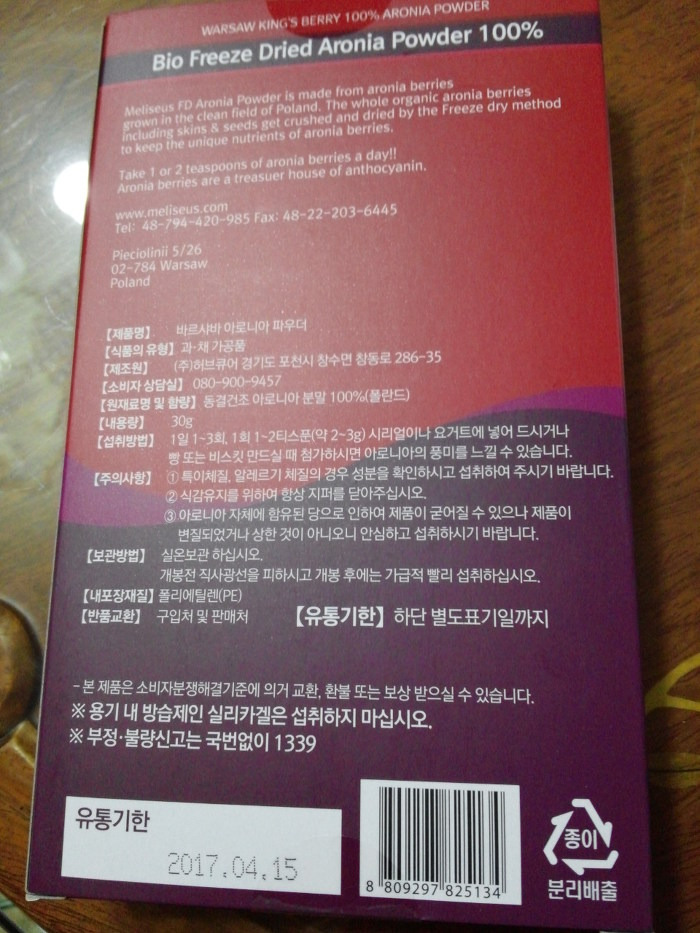 WARSAW KING'S BERRY 100% ARONIA POWDER
Bio Freeze Dried Aronia Powder 100%
Meliseus FD Aronia Powder is made from aronia berries
grown in the clean field of Poland. The whole organic aronia berries
including skins & seeds get crushed and dried by the Freeze dry method
to keep the unique nutrients of aronia berries.
Take 1 or 2 teaspoons of aronia berries a day!!
Aronia berries are a treasuer house of anthocyanin.
www.meliseus.com
Tel: 48-794-420-985 Fax: 48-22-203-6445
Pieciolinii 5/26
02-784 Warsaw
Poland
【제품명】 바르시바 아로니아 파우더
【식품의 유형】 과·채 가공품
【제조원】 (주)허브큐어 경기도 포천시 창수면 창동로 286-35
【소비자 상담실】 080-900-9457
【원재료명 및 함량】 동결건조 아로니아 분말 100%(폴란드)
【내용량】 30g
【섭취방법】 1일 1~3회, 1회 1~2티스푼(약 2~3g) 시리얼이나 요거트에 넣어 드시거나
빵 또는 비스킷 만드실 때 첨가하시면 아로니아의 풍미를 느낄 수 있습니다.
【주의사항】 ① 특이체질, 알레르기 체질의 경우 성분을 확인하시고 섭취하여 주시기 바랍니다.
② 식감유지를 위하여 항상 지퍼를 닫아주십시오.
③ 아로니아 자체에 함유된 당으로 인하여 제품이 굳어질 수 있으나 제품이
변질되었거나 상한 것이 아니오니 안심하고 섭취하시기 바랍니다.
【보관방법】 실온보관 하십시오.
개봉전 직사광선을 피하시고 개봉 후에는 가급적 빨리 섭취하십시오.
【내포장재질】 폴리에틸렌(PE)
【반품교환】 구입처 및 판매처 【유통기한】 하단 별도표기일까지
- 본 제품은 소비자분쟁해결기준에 의거 교환, 환불 또는 보상 받으실 수 있습니다.
※ 용기 내 방습제인 실리카겔은 섭취하지 마십시오.
※ 부정·불량신고는 국번없이 1339
유통기한
2017.04.15
8 809297 825134
종이
분리배출